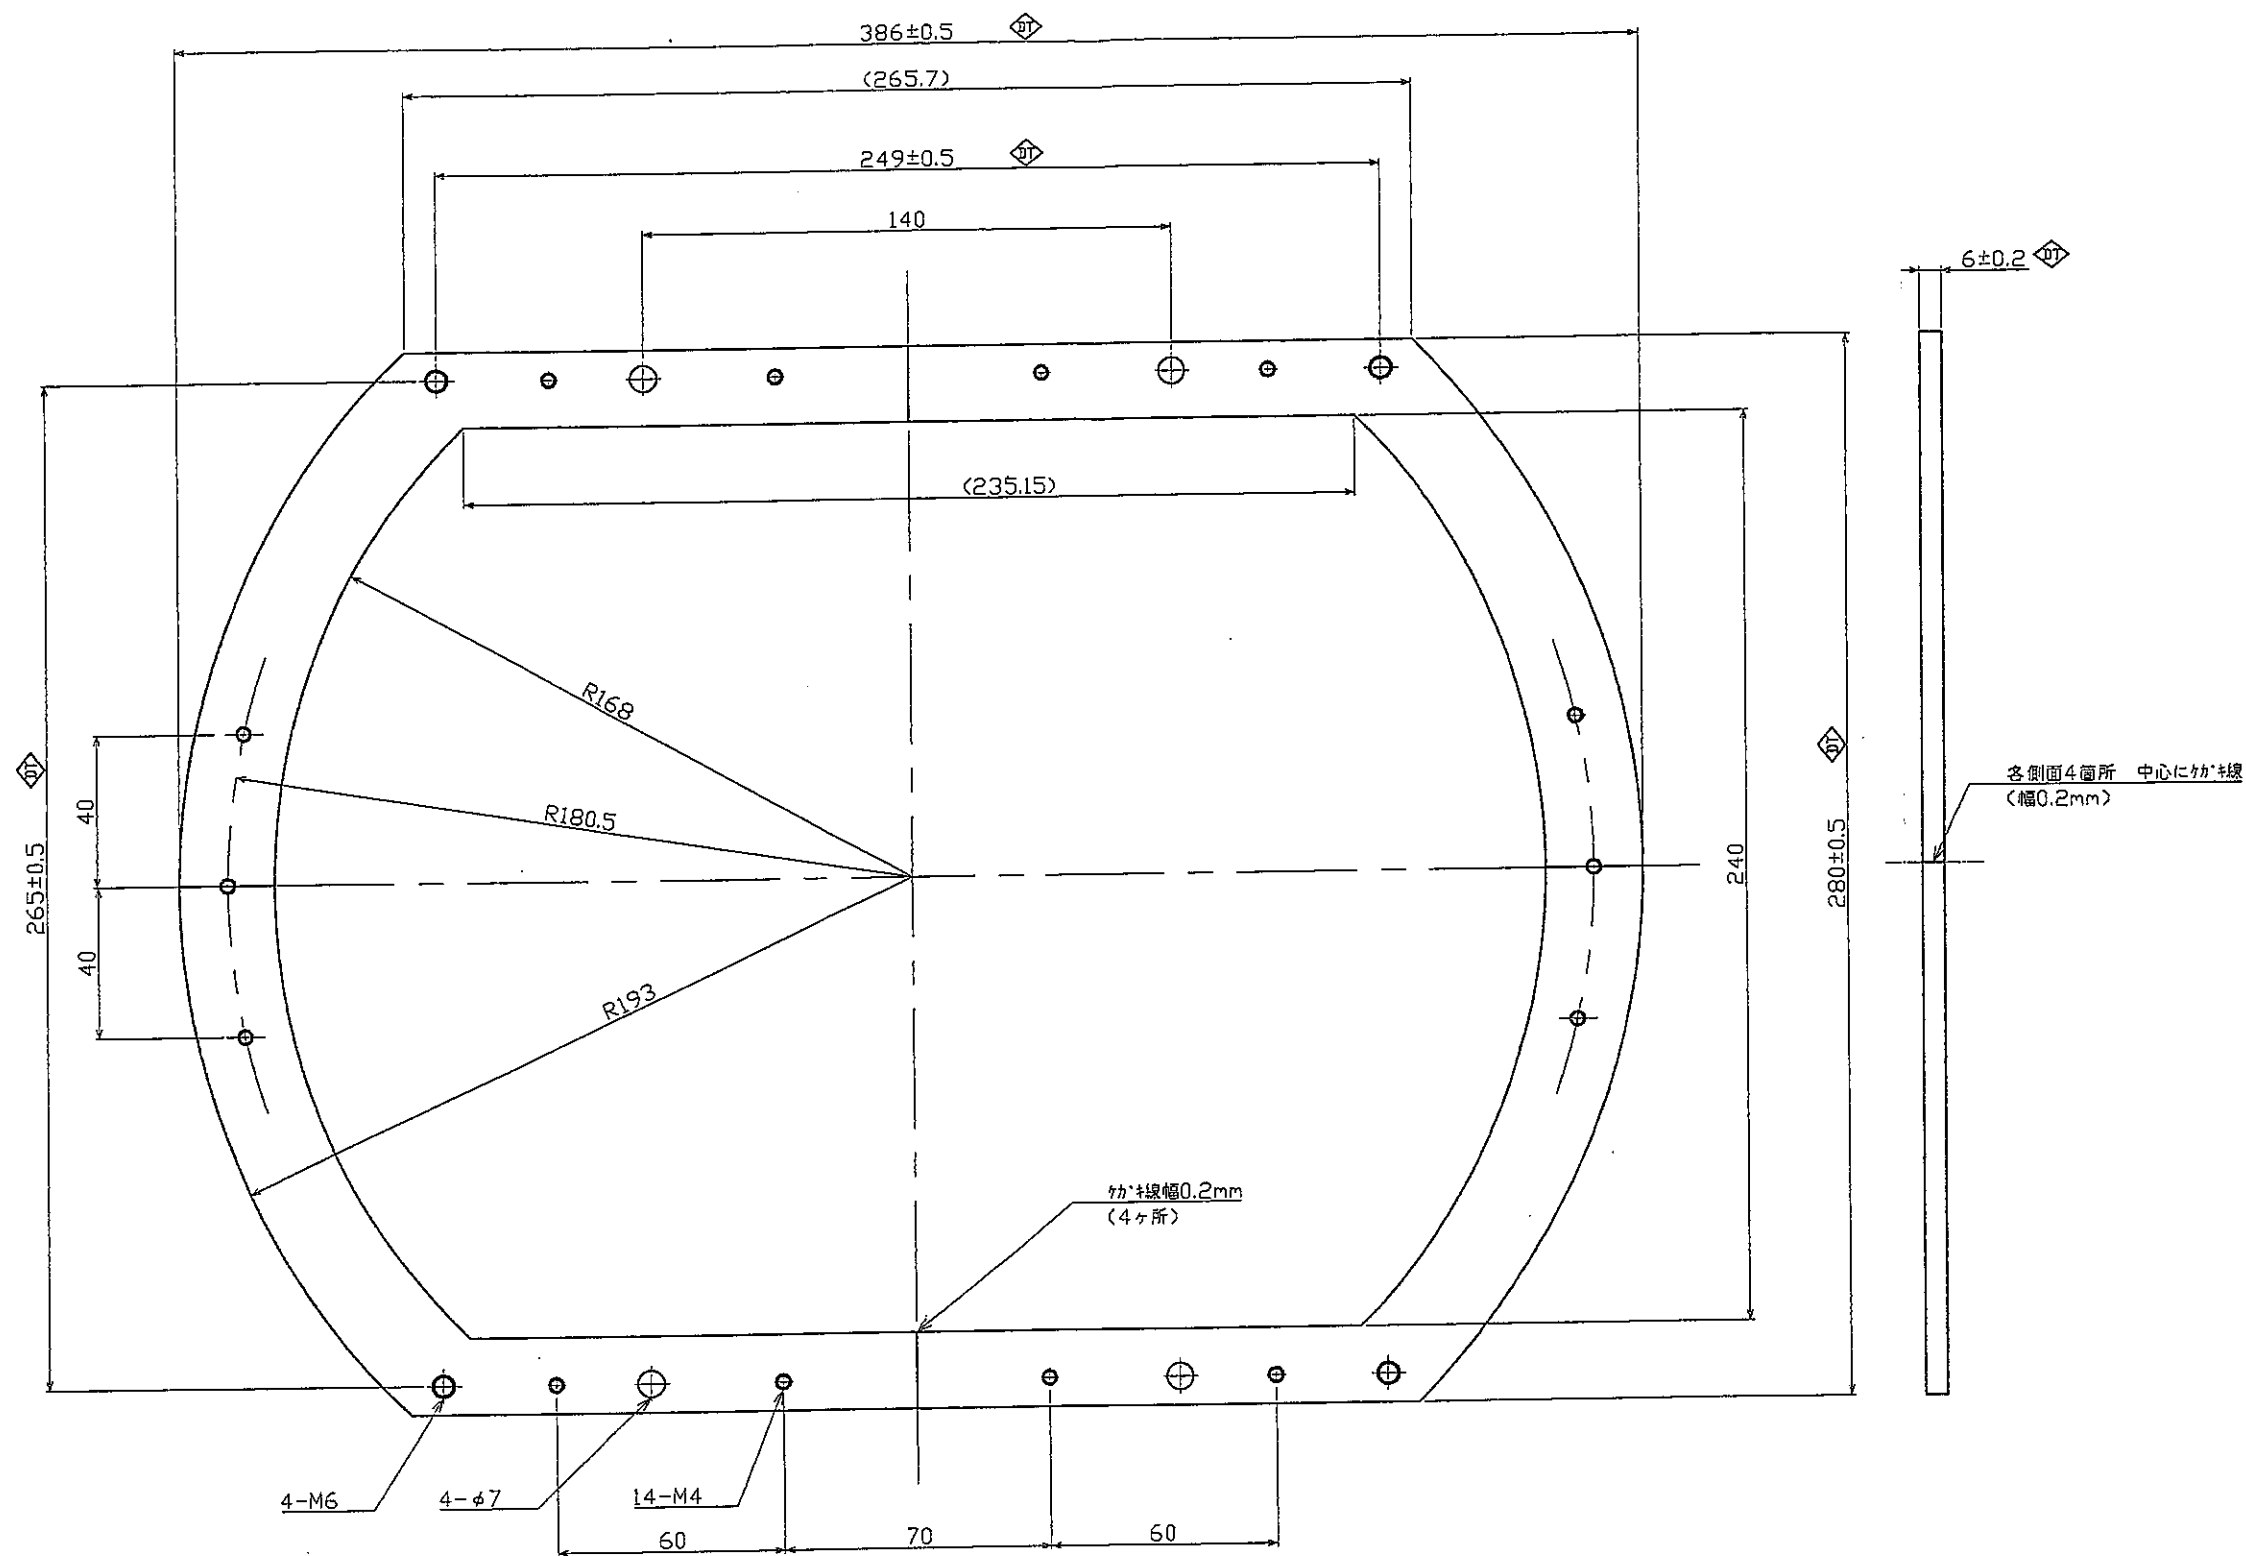 386±0.5 DT
(265.7)
249±0.5 DT
140
6±0.2 DT
(235.15)
R168
R180.5
R193
DT
265±0.5
40
40
240
DT
280±0.5
各側面4箇所 中心にｹｶﾞｷ線
(幅0.2mm)
ｹｶﾞｷ線幅0.2mm
(4ヶ所)
4-M6
4-φ7
14-M4
60
70
60